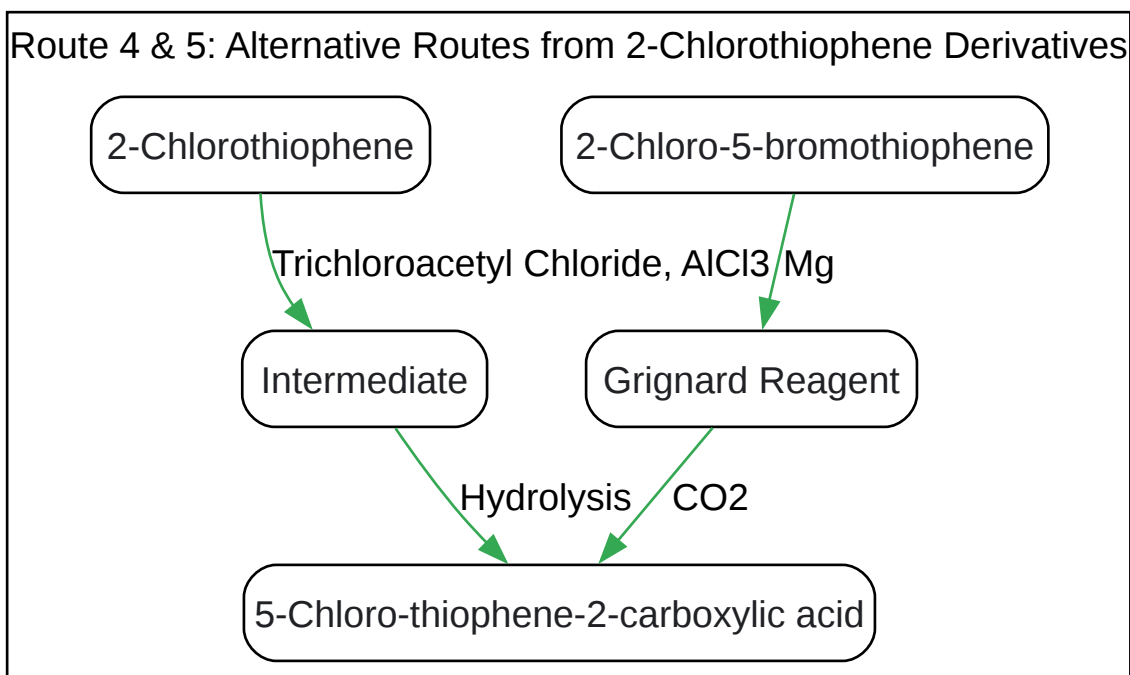 Route 4 & 5: Alternative Routes from 2-Chlorothiophene Derivatives
2-Chlorothiophene
2-Chloro-5-bromothiophene
Trichloroacetyl Chloride, AlCl3
Mg
Intermediate
Grignard Reagent
Hydrolysis
CO2
5-Chloro-thiophene-2-carboxylic acid